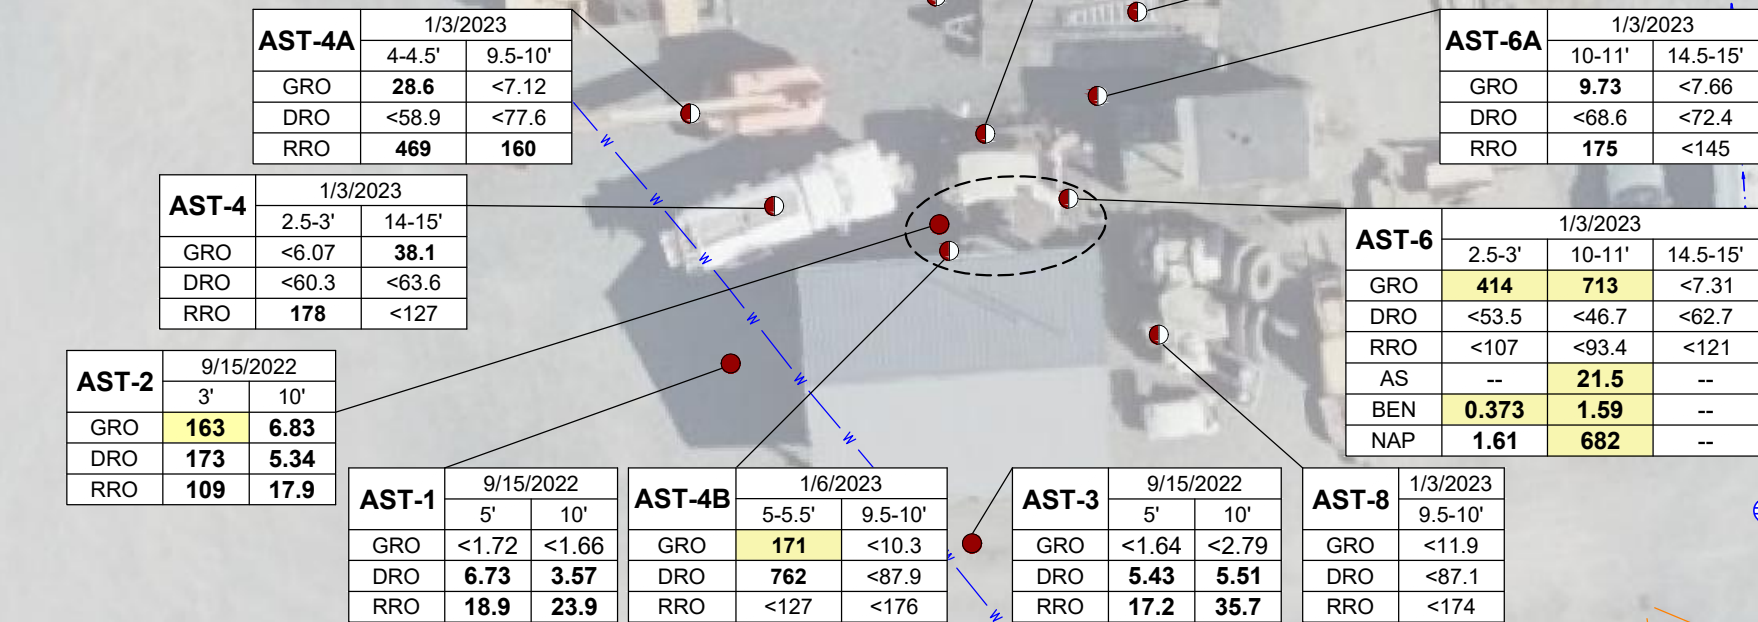 AST-4A 1/3/2023
4-4.5' 9.5-10'
GRO 28.6 <7.12
DRO <58.9 <77.6
RRO 469 160
AST-6A 1/3/2023
10-11' 14.5-15'
GRO 9.73 <7.66
DRO <68.6 <72.4
RRO 175 <145
AST-4 1/3/2023
2.5-3' 14-15'
GRO <6.07 38.1
DRO <60.3 <63.6
RRO 178 <127
AST-6 1/3/2023
2.5-3' 10-11' 14.5-15'
GRO 414 713 <7.31
DRO <53.5 <46.7 <62.7
RRO <107 <93.4 <121
AS -- 21.5 --
BEN 0.373 1.59 --
NAP 1.61 682 --
AST-2 9/15/2022
3' 10'
GRO 163 6.83
DRO 173 5.34
RRO 109 17.9
AST-1 9/15/2022
5' 10'
GRO <1.72 <1.66
DRO 6.73 3.57
RRO 18.9 23.9
AST-4B 1/6/2023
5-5.5' 9.5-10'
GRO 171 <10.3
DRO 762 <87.9
RRO <127 <176
AST-3 9/15/2022
5' 10'
GRO <1.64 <2.79
DRO 5.43 5.51
RRO 17.2 35.7
AST-8 1/3/2023
9.5-10'
GRO <11.9
DRO <87.1
RRO <174
W
W
W
W
W
W
W
W